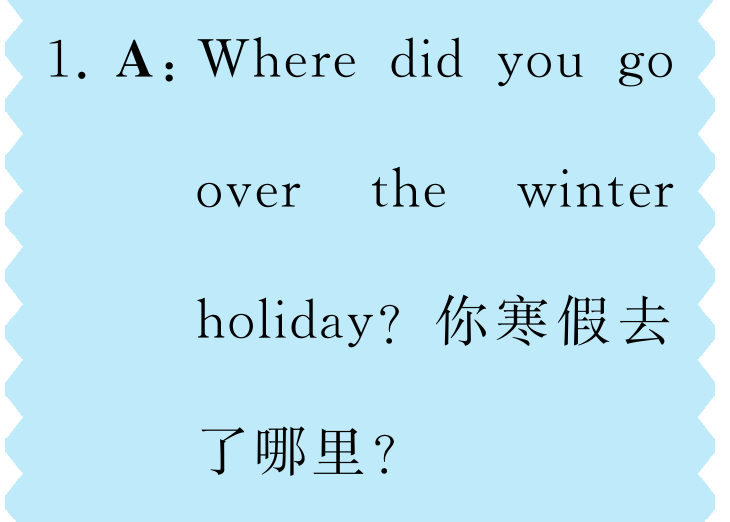 1. A: Where did you go
over the winter
holiday? 你寒假去
了哪里?